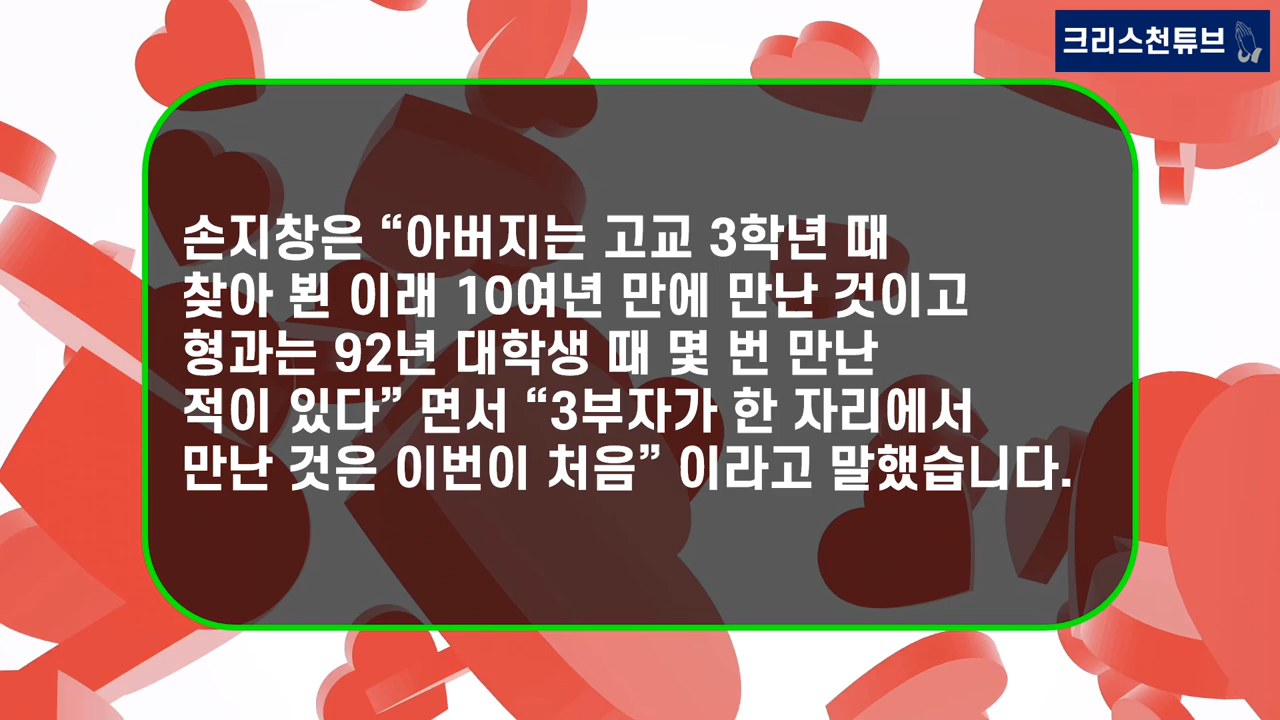 크리스천튜브
손지창은 “아버지는 고교 3학년 때
찾아 뵌 이래 10여년 만에 만난 것이고
형과는 92년 대학생 때 몇 번 만난
적이 있다” 면서 “3부자가 한 자리에서
만난 것은 이번이 처음” 이라고 말했습니다.